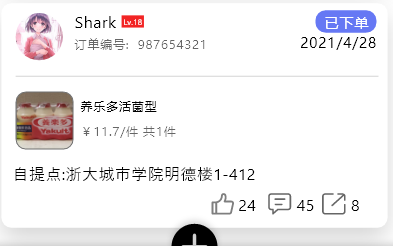 Shark Lv.18 已下单
订单编号: 987654321 2021/4/28
养乐多活菌型
￥11.7/件 共1件
自提点:浙大城市学院明德楼1-412
24 45 8